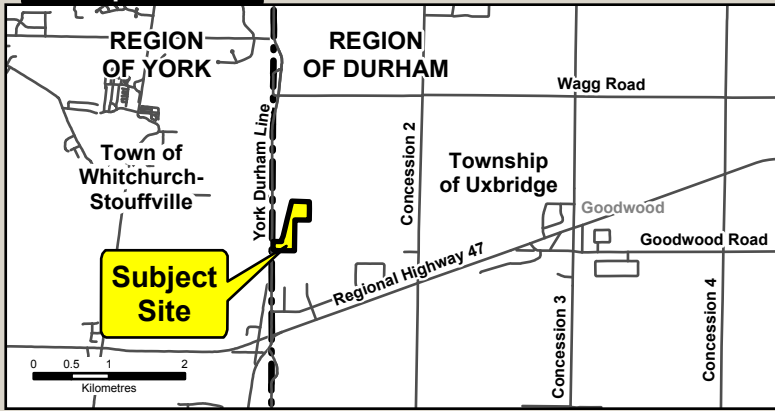 REGION
OF YORK
REGION
OF DURHAM
Wagg Road
York Durham Line
Concession 2
Town of
Whitchurch-
Stouffville
Township
of Uxbridge
Goodwood
Goodwood Road
Regional Highway 47
Subject
Site
Concession 3
Concession 4
0 0.5 1 2
Kilometres